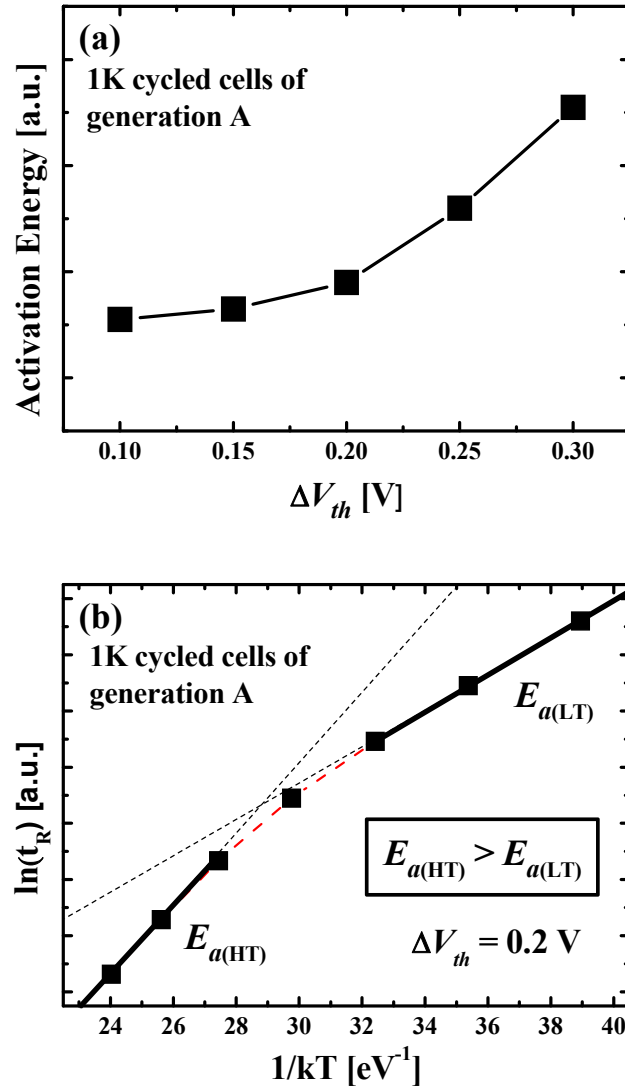 (a)
1K cycled cells of
generation A
Activation Energy [a.u.]
0.10 0.15 0.20 0.25 0.30
ΔVth [V]
(b)
1K cycled cells of
generation A
Ea(LT)
ln(tR) [a.u.]
Ea(HT) > Ea(LT)
Ea(HT)
ΔVth = 0.2 V
24 26 28 30 32 34 36 38 40
1/kT [eV-1]